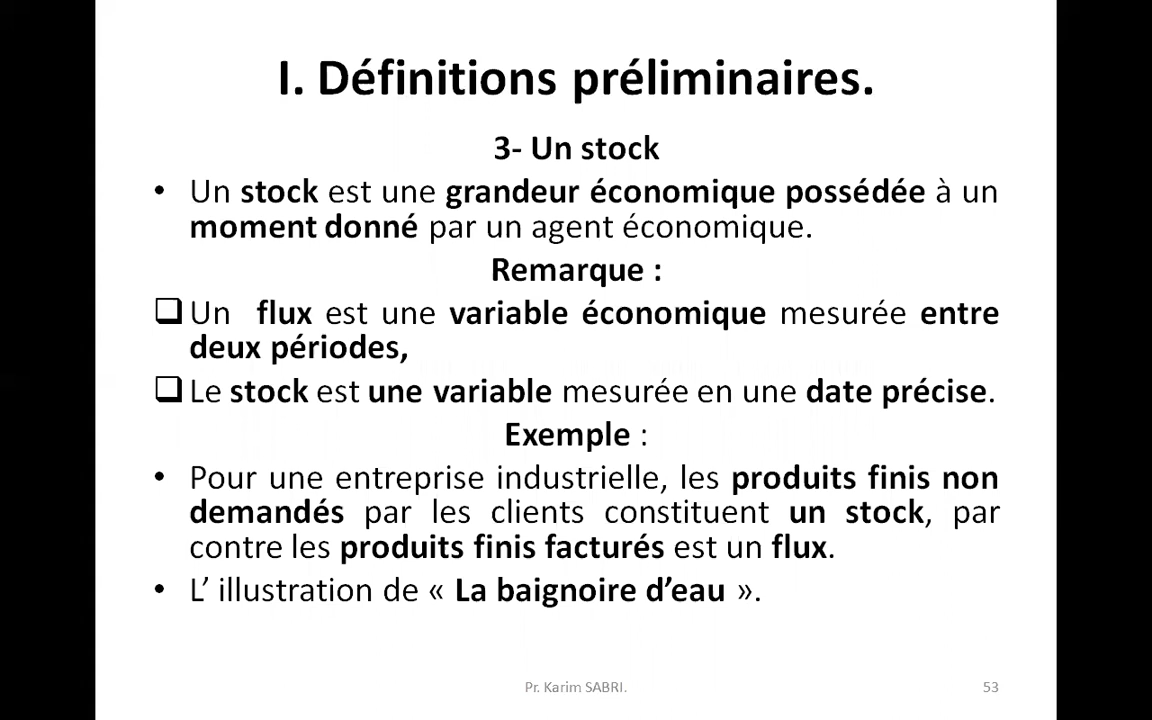 I. Définitions préliminaires.
3- Un stock
• Un stock est une grandeur économique possédée à un
moment donné par un agent économique.
Remarque :
❑ Un flux est une variable économique mesurée entre
deux périodes,
❑ Le stock est une variable mesurée en une date précise.
Exemple :
• Pour une entreprise industrielle, les produits finis non
demandés par les clients constituent un stock, par
contre les produits finis facturés est un flux.
• L’ illustration de « La baignoire d’eau ».
Pr. Karim SABRI.
53